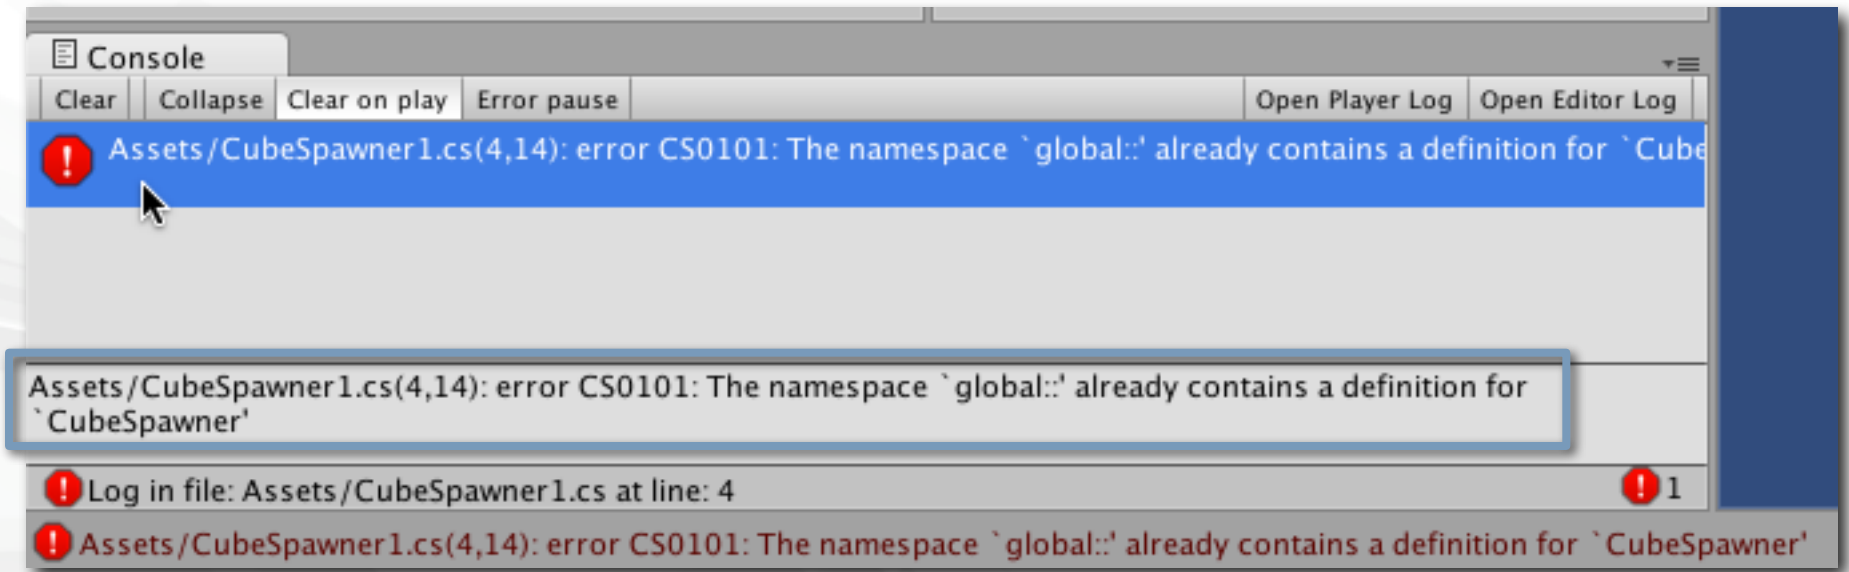 Console
Clear Collapse Clear on play Error pause Open Player Log Open Editor Log
Assets/CubeSpawner1.cs(4,14): error CS0101: The namespace `global::' already contains a definition for `Cube
Assets/CubeSpawner1.cs(4,14): error CS0101: The namespace `global::' already contains a definition for
`CubeSpawner'
Log in file: Assets/CubeSpawner1.cs at line: 4 1
Assets/CubeSpawner1.cs(4,14): error CS0101: The namespace `global::' already contains a definition for `CubeSpawner'